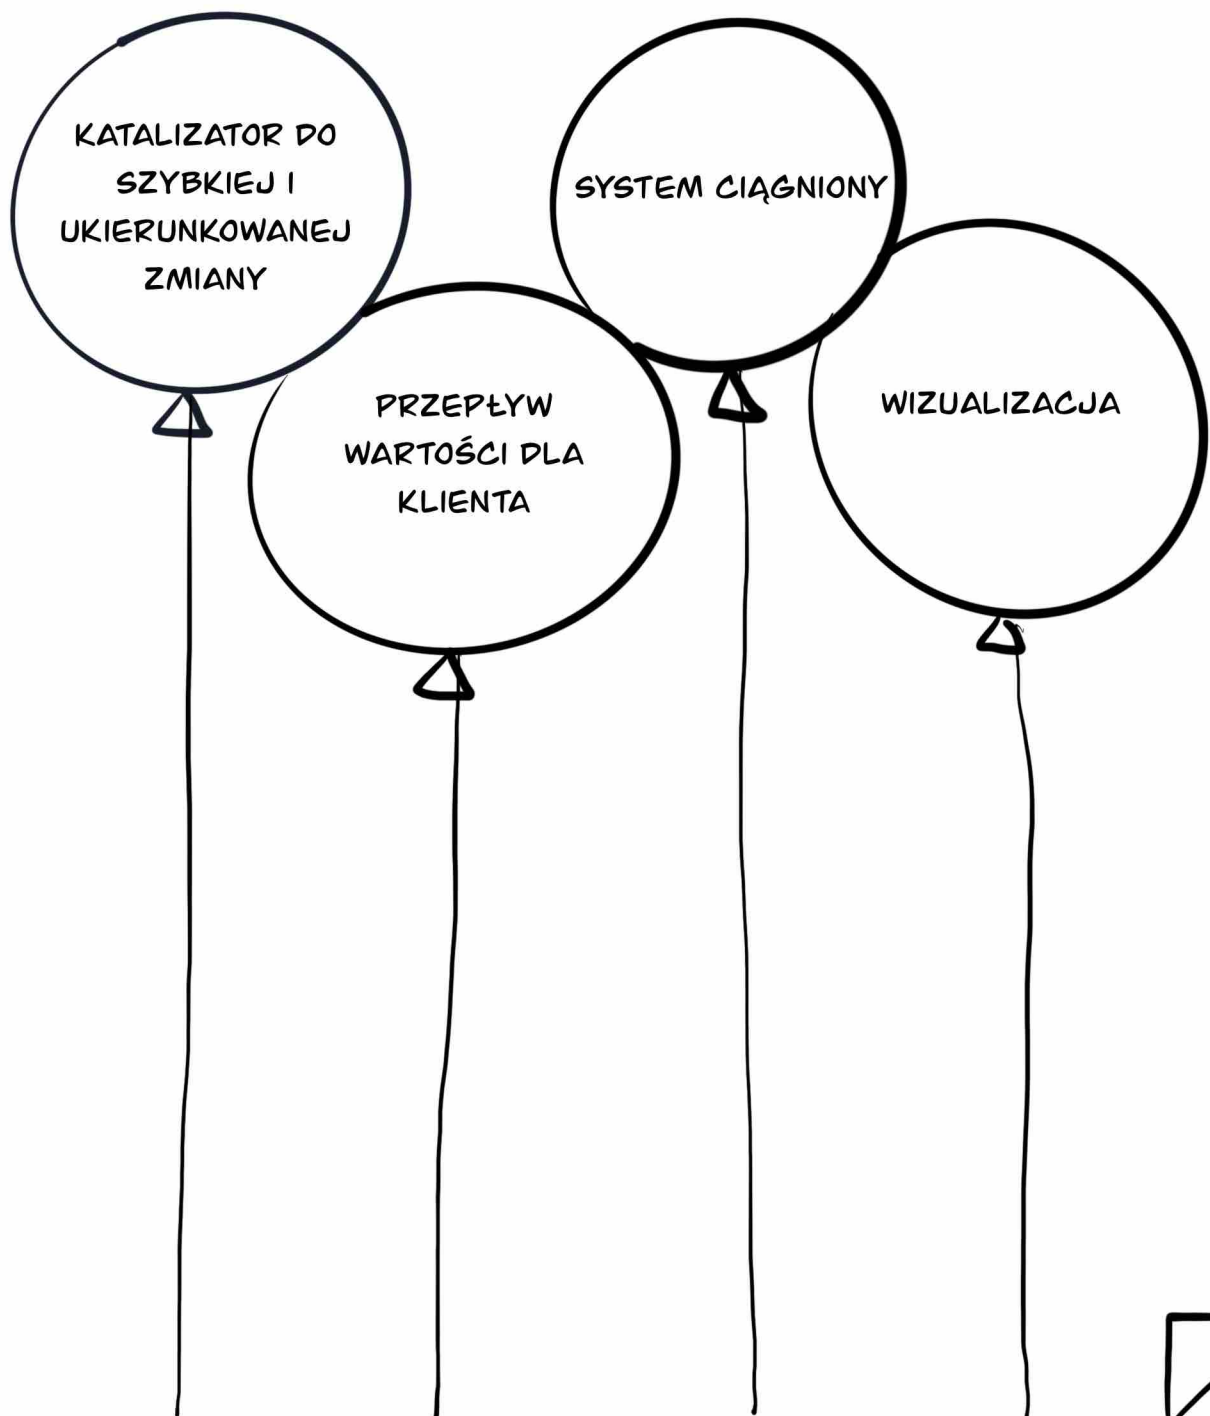 KATALIZATOR DO
SZYBKIEJ I
UKIERUNKOWANEJ
ZMIANY
PRZEPŁYW
WARTOŚCI DLA
KLIENTA
SYSTEM CIĄGNIONY
WIZUALIZACJA